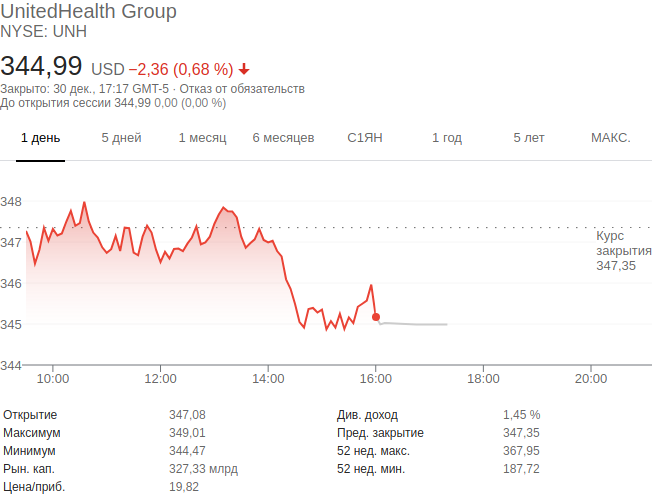 UnitedHealth Group
NYSE: UNH
344,99 USD −2,36 (0,68 %)
Закрыто: 30 дек., 17:17 GMT-5 · Отказ от обязательств
До открытия сессии 344,99 0,00 (0,00 %)
1 день 5 дней 1 месяц 6 месяцев С1ЯН 1 год 5 лет МАКС.
348
347
346
345
344
Курс
закрытия
347,35
10:00 12:00 14:00 16:00 18:00 20:00
Открытие 347,08 Див. доход 1,45 %
Максимум 349,01 Пред. закрытие 347,35
Минимум 344,47 52 нед. макс. 367,95
Рын. кап. 327,33 млрд 52 нед. мин. 187,72
Цена/приб. 19,82